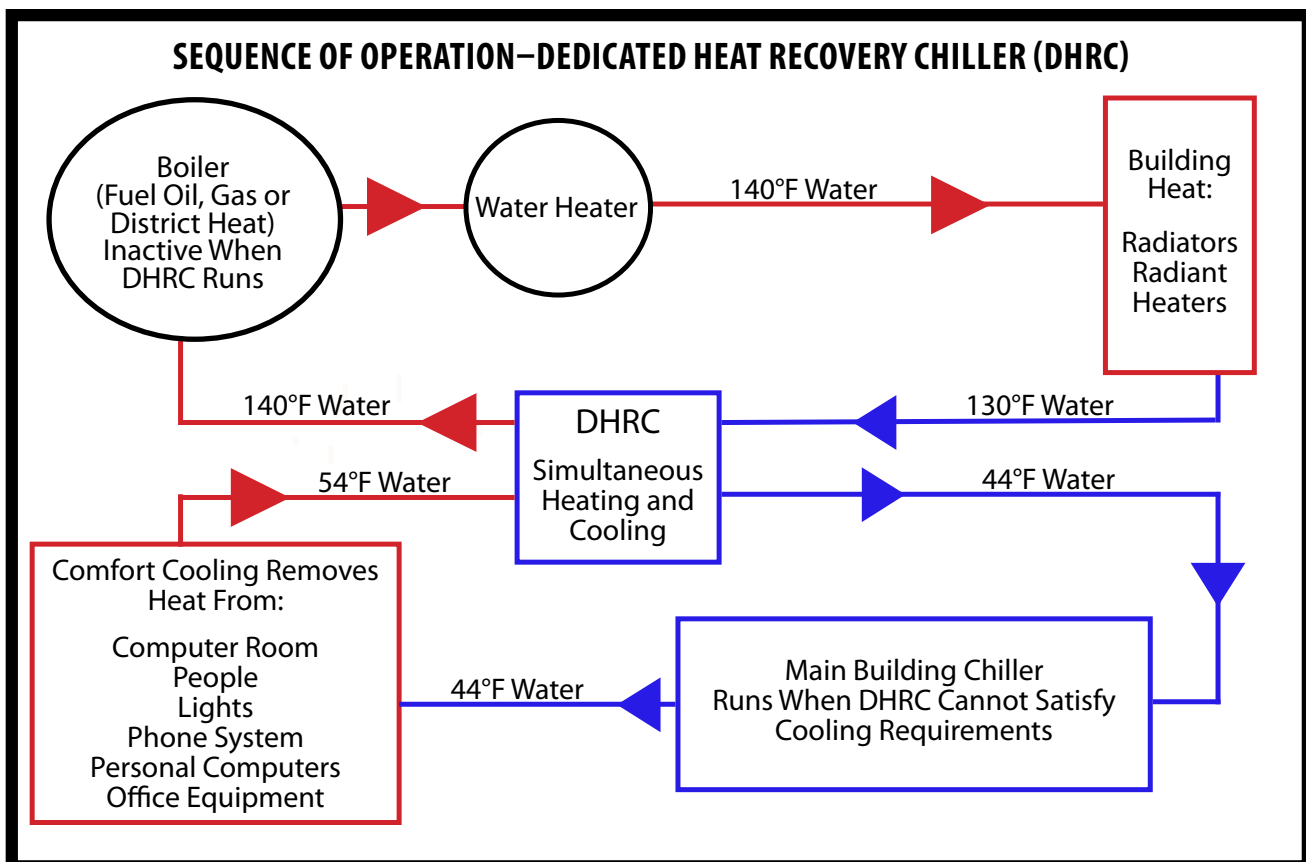 SEQUENCE OF OPERATION–DEDICATED HEAT RECOVERY CHILLER (DHRC)
Boiler
(Fuel Oil, Gas or
District Heat)
Inactive When
DHRC Runs
Water Heater
140°F Water
Building
Heat:
Radiators
Radiant
Heaters
140°F Water
DHRC
Simultaneous
Heating and
Cooling
130°F Water
54°F Water
44°F Water
Comfort Cooling Removes
Heat From:
Computer Room
People
Lights
Phone System
Personal Computers
Office Equipment
44°F Water
Main Building Chiller
Runs When DHRC Cannot Satisfy
Cooling Requirements